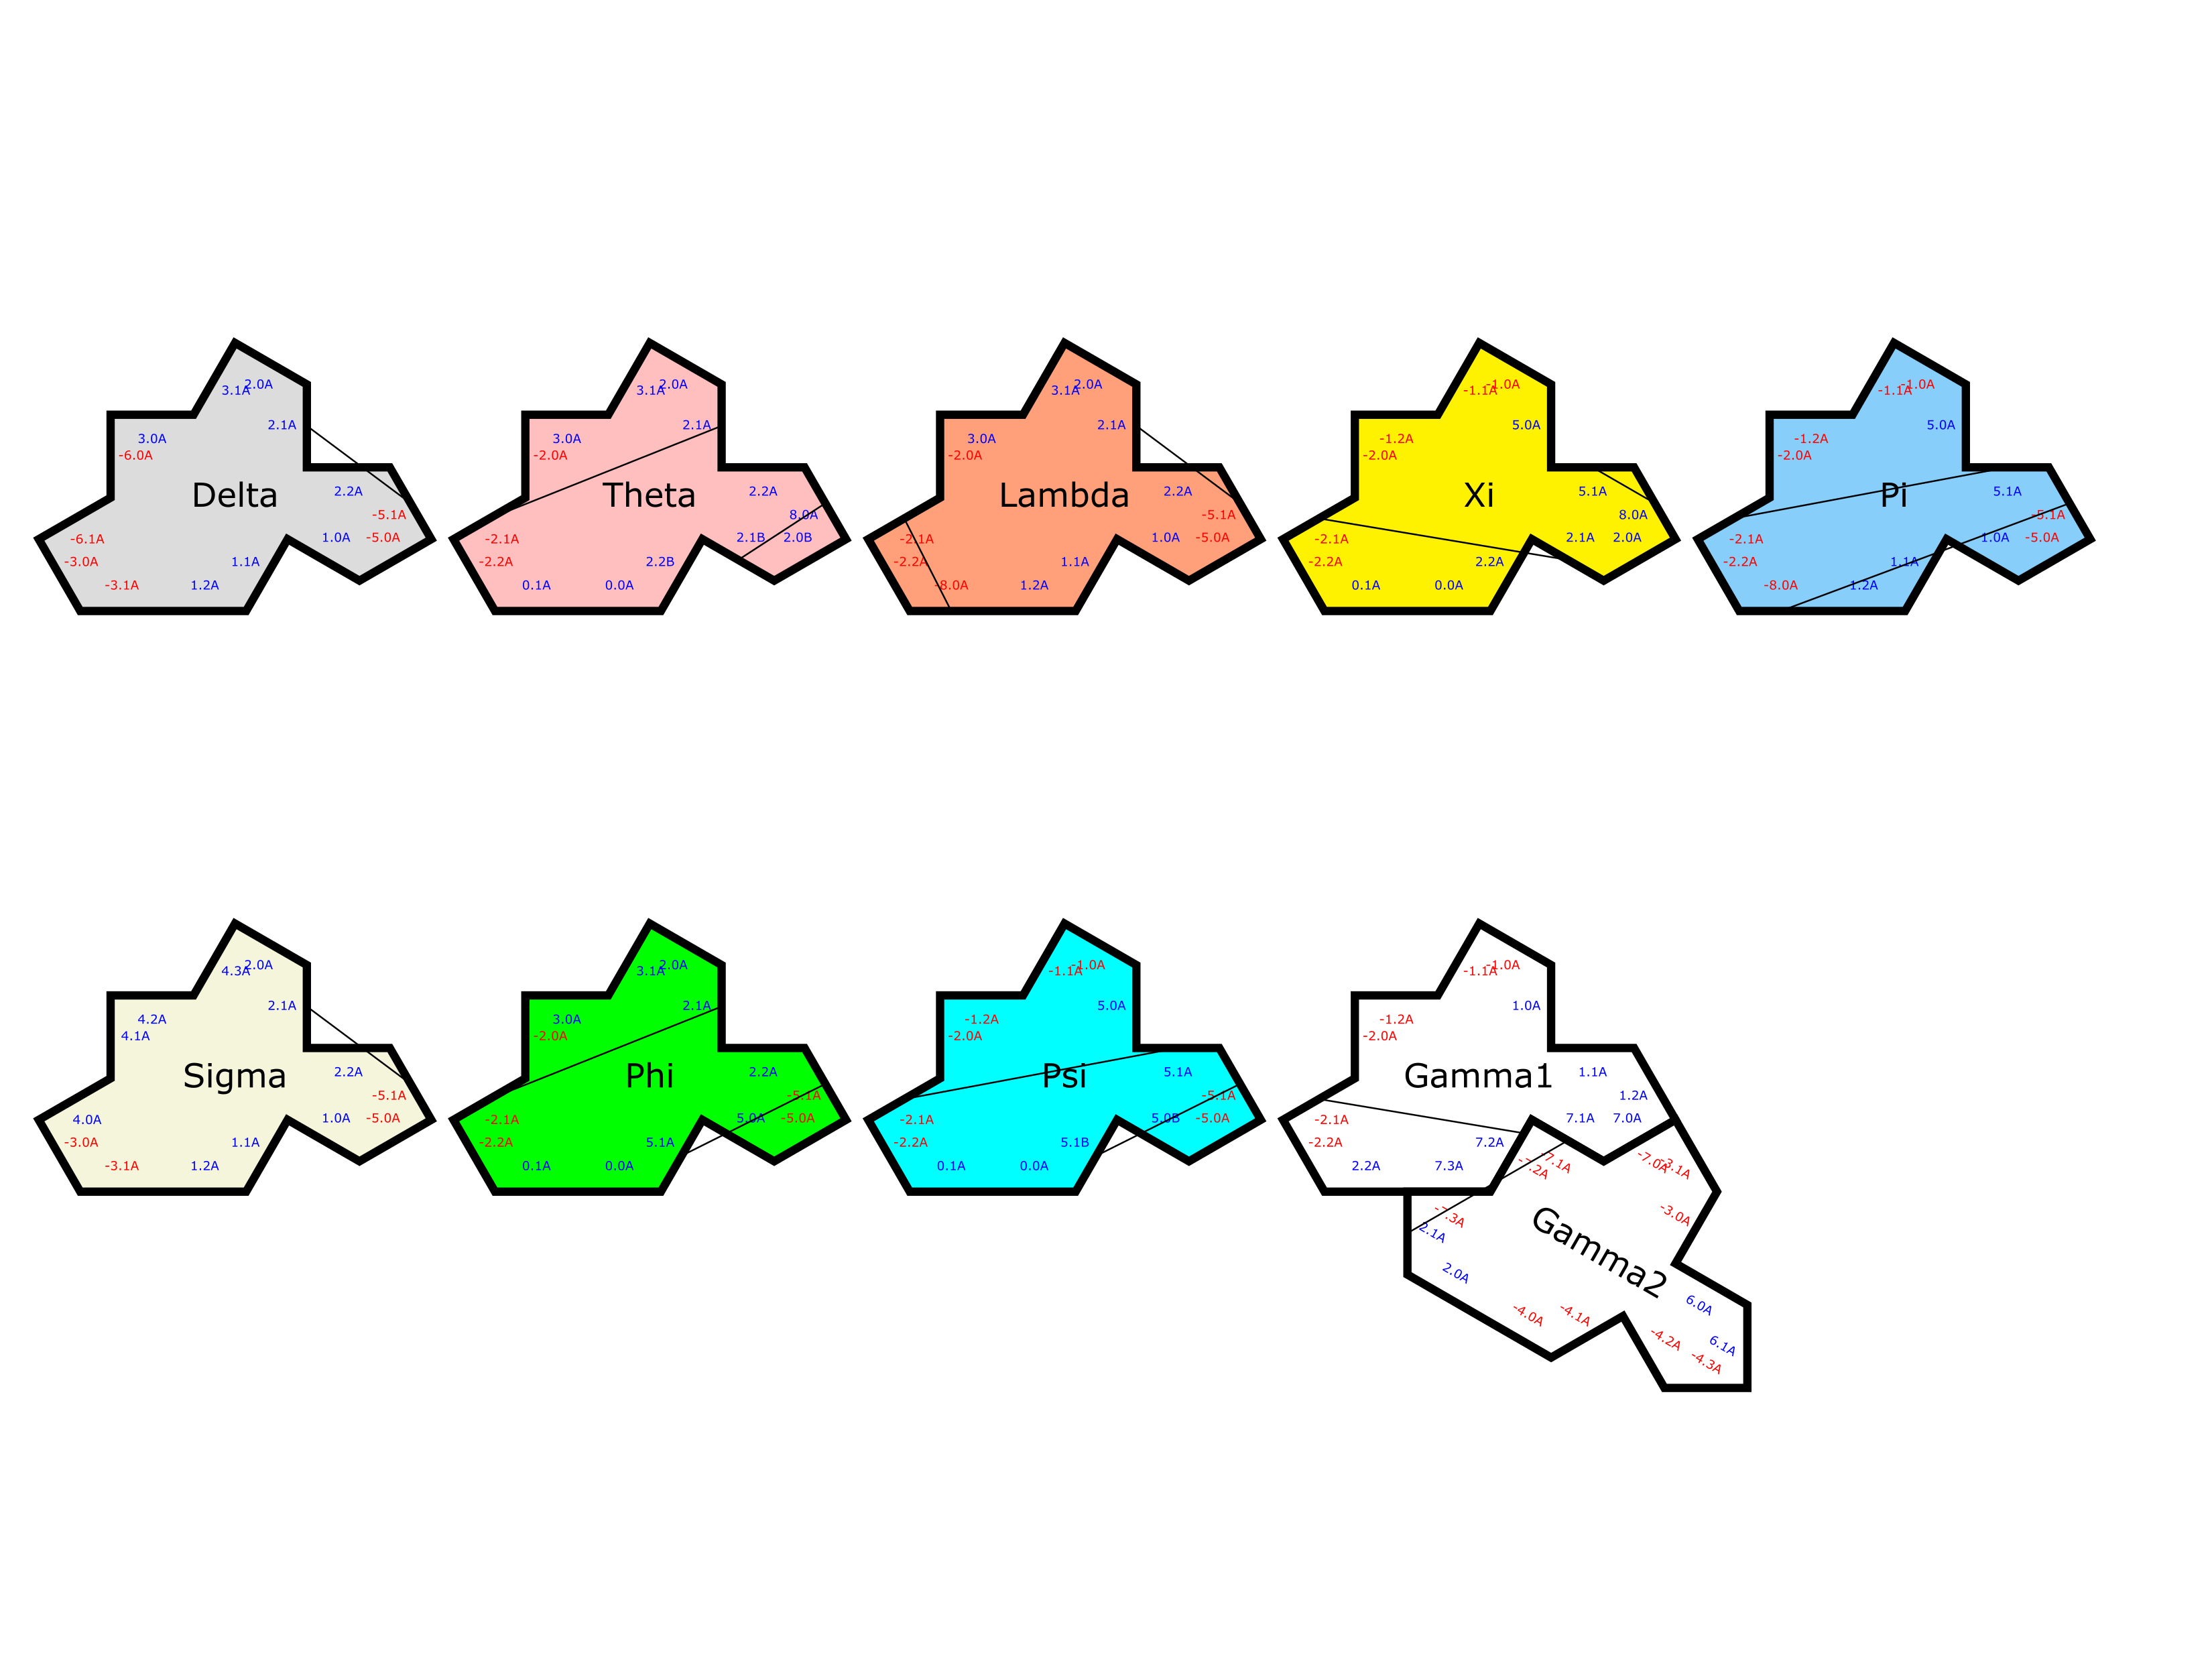 3.1A 2.0A 3.1A 2.0A 3.1A 2.0A -1.1A -1.0A -1.1A -1.0A
2.1A 2.1A 2.1A 5.0A 5.0A
3.0A 3.0A 3.0A -1.2A -1.2A
-6.0A -2.0A -2.0A -2.0A -2.0A
Delta 2.2A Theta 2.2A Lambda 2.2A Xi 5.1A Pi 5.1A
-5.1A 8.0A -5.1A 8.0A -5.1A
-6.1A 1.0A -5.0A -2.1A 2.1B 2.0B -2.1A 1.0A -5.0A -2.1A 2.1A 2.0A -2.1A 1.0A -5.0A
-3.0A 1.1A -2.2A 2.2B -2.2A 1.1A -2.2A 2.2A -2.2A 1.1A
-3.1A 1.2A 0.1A 0.0A -8.0A 1.2A 0.1A 0.0A -8.0A 1.2A
4.3A 2.0A 3.1A 2.0A -1.1A -1.0A -1.1A -1.0A
2.1A 2.1A 5.0A 1.0A
4.2A 3.0A -1.2A -1.2A
4.1A -2.0A -2.0A -2.0A
Sigma 2.2A Phi 2.2A Psi 5.1A Gamma1 1.1A
-5.1A -5.1A -5.1A 1.2A
4.0A 1.0A -5.0A -2.1A 5.0A -5.0A -2.1A 5.0B -5.0A -2.1A 7.1A 7.0A
-3.0A 1.1A -2.2A 5.1A -2.2A 5.1B -2.2A 7.2A
-3.1A 1.2A 0.1A 0.0A 0.1A 0.0A 2.2A 7.3A
-7.2A -7.1A -7.0A -3.1A
-7.3A -3.0A
2.1A
Gamma2
2.0A
6.0A
-4.0A -4.1A
-4.2A 6.1A
-4.3A